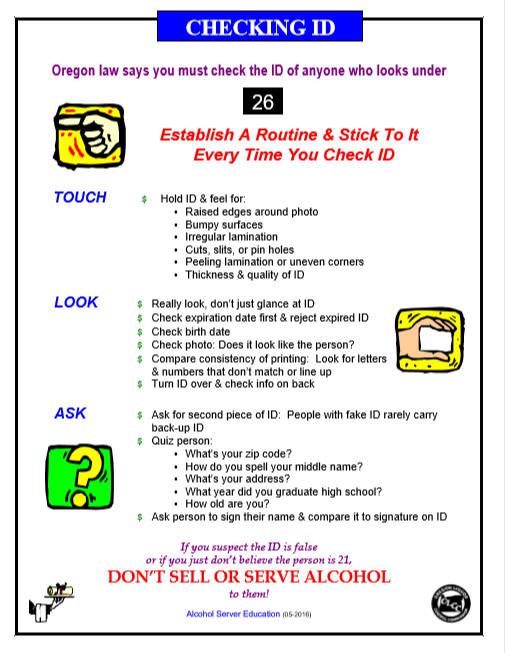 CHECKING ID
Oregon law says you must check the ID of anyone who looks under
26
Establish A Routine & Stick To It
Every Time You Check ID
TOUCH
$ Hold ID & feel for:
• Raised edges around photo
• Bumpy surfaces
• Irregular lamination
• Cuts, slits, or pin holes
• Peeling lamination or uneven corners
• Thickness & quality of ID
LOOK
$ Really look, don't just glance at ID
$ Check expiration date first & reject expired ID
$ Check birth date
$ Check photo: Does it look like the person?
$ Compare consistency of printing: Look for letters
& numbers that don't match or line up
$ Turn ID over & check info on back
ASK
$ Ask for second piece of ID: People with fake ID rarely carry
back-up ID
$ Quiz person:
• What's your zip code?
• How do you spell your middle name?
• What's your address?
• What year did you graduate high school?
• How old are you?
$ Ask person to sign their name & compare it to signature on ID
If you suspect the ID is false
or if you just don't believe the person is 21,
DON'T SELL OR SERVE ALCOHOL
to them!
Alcohol Server Education (05-2016)